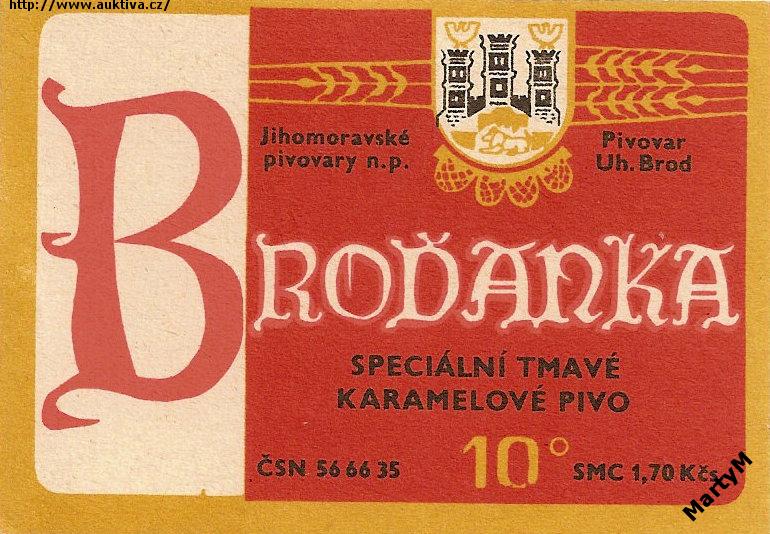 http://www.auktiva.cz/
Jihomoravské
pivovary n.p.
Pivovar
Uh. Brod
BROĎANKA
SPECIÁLNÍ TMAVÉ
KARAMELOVÉ PIVO
ČSN 56 66 35
10°
SMC 1,70 Kčs
MartyM